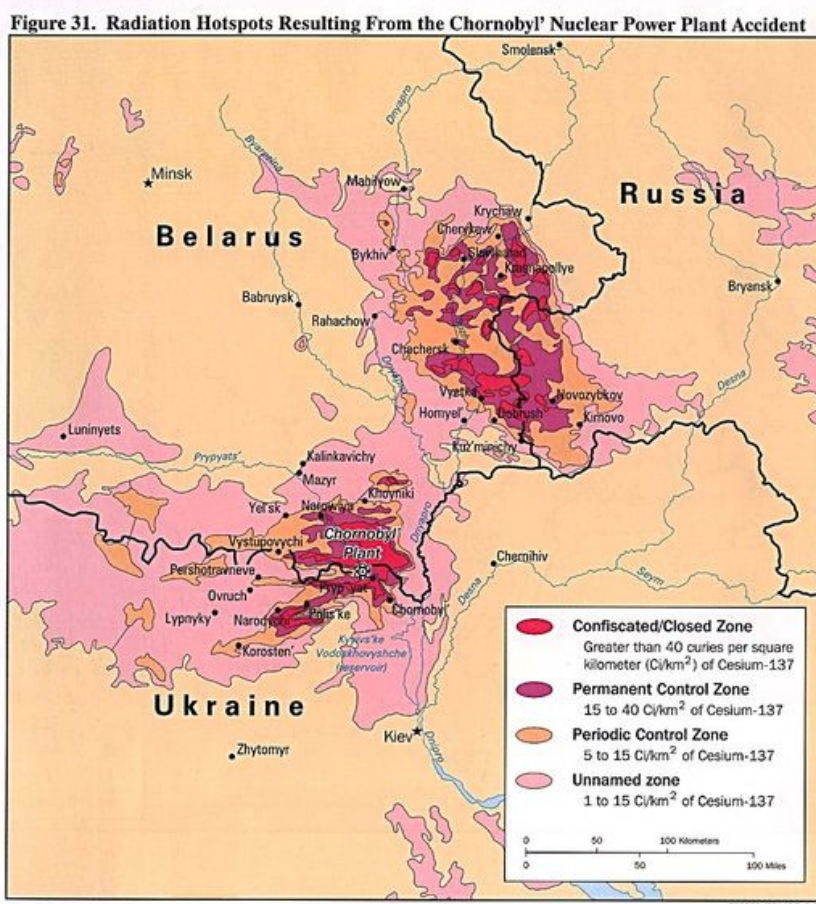 Figure 31. Radiation Hotspots Resulting From the Chornobyl' Nuclear Power Plant Accident
Smolensk
Dnyapro
Byarezina
Minsk
Mahilyow
Russia
Krychaw
Belarus
Cherykaw
Bykhiv
Slawharad
Krasnapollye
Bryansk
Babruysk
Rahachow
Chachersk
Dnyapro
Desna
Vyetka
Novozybkov
Homyel'
Dobrush
Klinovo
Luninyets
Kuz'minichy
Prypyats'
Kalinkavichy
Mazyr
Khoyniki
Yel'sk
Narowlya
Dnyapro
Chornobyl'
Plant
Vystupovychi
Chernihiv
Pershotravneve
Pryp'yat'
Desna
Seym
Ovruch
Chornobyl'
Lypnyky
Narodychi
Polis'ke
Kyyivs'ke
Vodoskhovyshche
(reservoir)
Korosten'
Ukraine
Kiev
Dnipro
Zhytomyr
Confiscated/Closed Zone
Greater than 40 curies per square
kilometer (Ci/km²) of Cesium-137
Permanent Control Zone
15 to 40 Ci/km² of Cesium-137
Periodic Control Zone
5 to 15 Ci/km² of Cesium-137
Unnamed zone
1 to 15 Ci/km² of Cesium-137
0 50 100 Kilometers
0 50 100 Miles